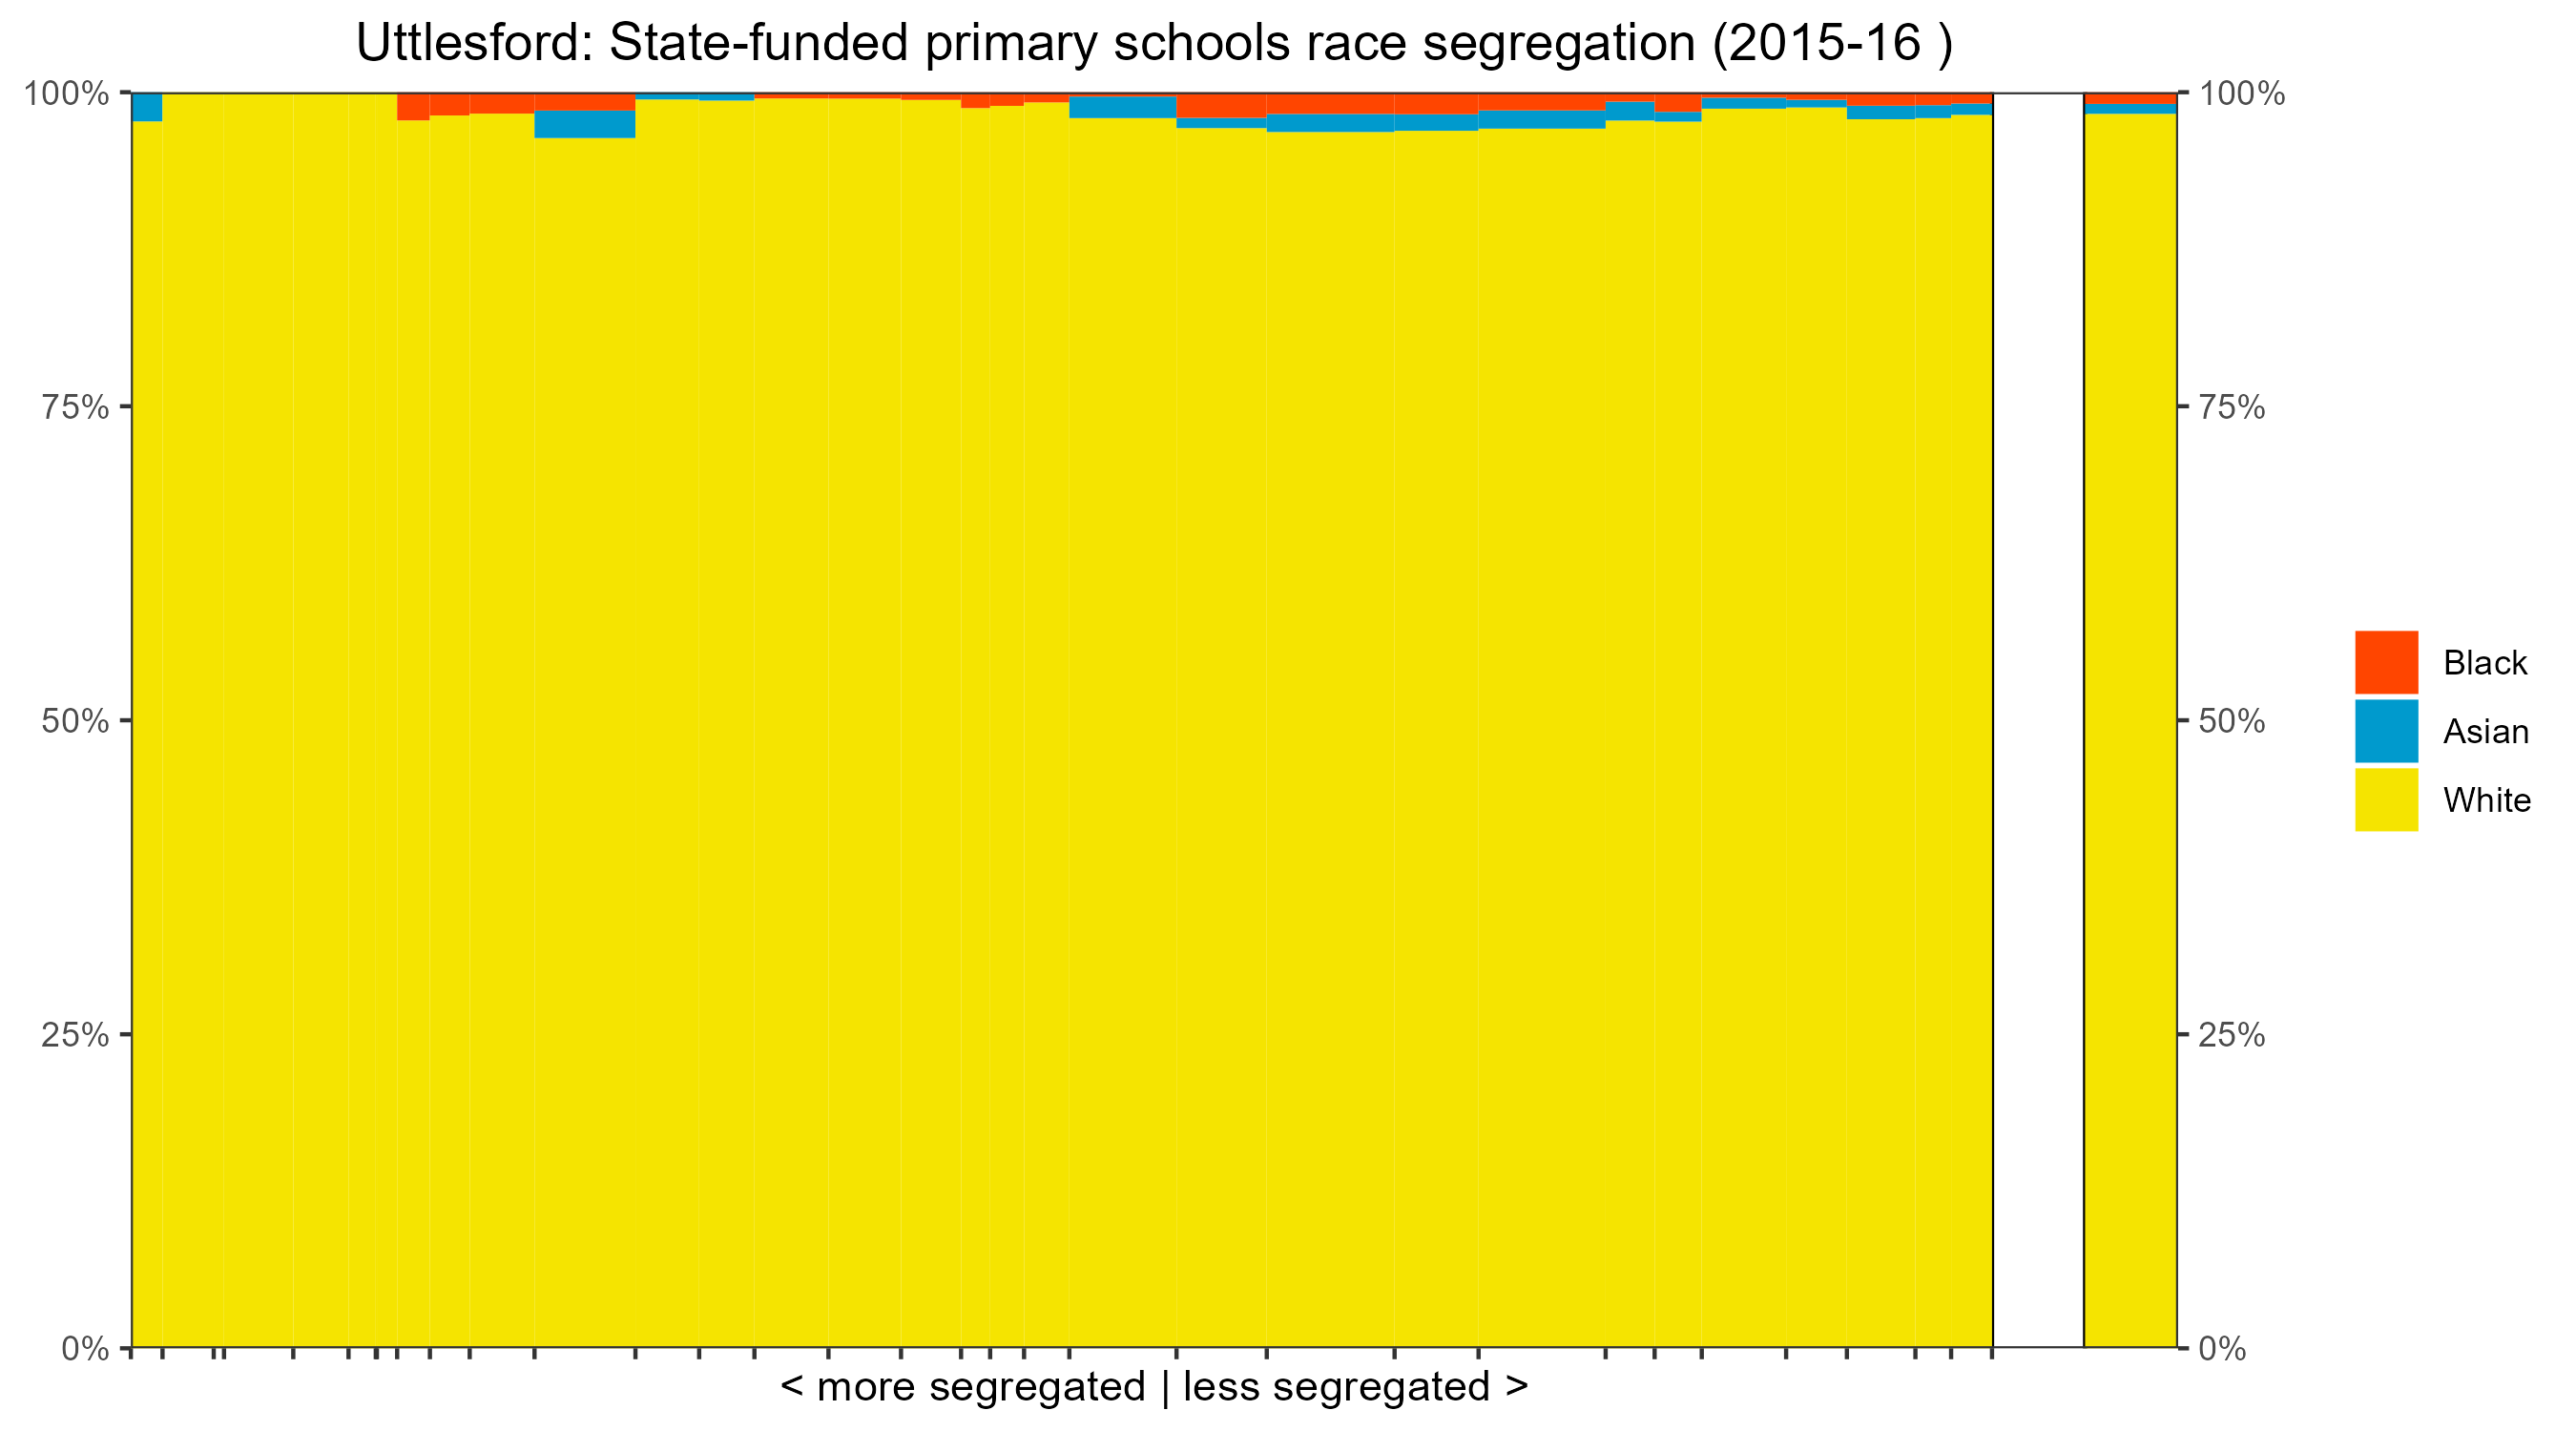 Uttlesford: State-funded primary schools race segregation (2015-16 )
100%
75%
50%
25%
0%
100%
75%
50%
25%
0%
Black
Asian
White
< more segregated | less segregated >